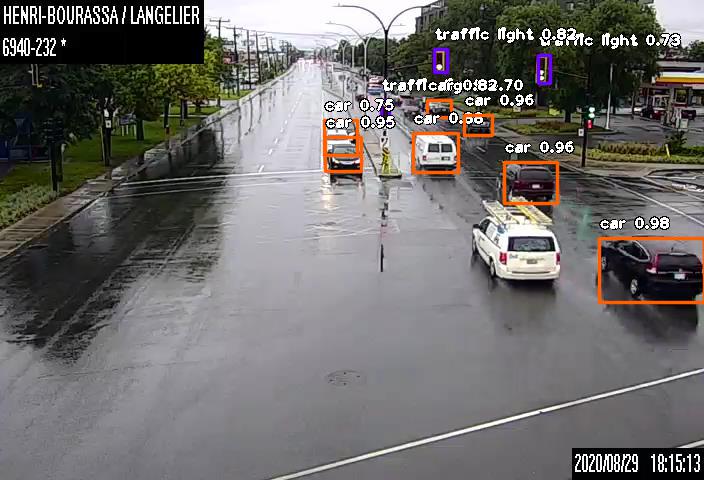 HENRI-BOURASSA / LANGELIER
6940-232 *
traffic light 0.82
traffic light 0.73
car 0.75
car 0.96
car 0.95
car 0.96
car 0.98
2020/08/29 18:15:13